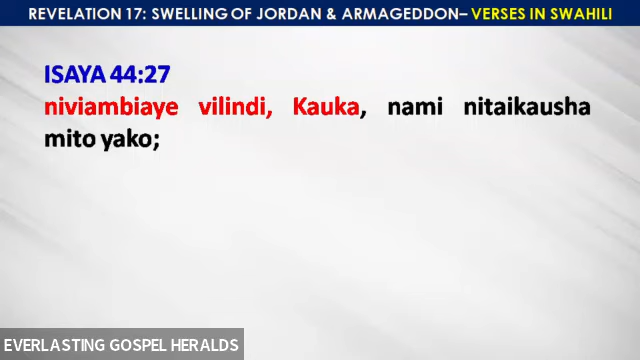 REVELATION 17: SWELLING OF JORDAN & ARMAGEDDON– VERSES IN SWAHILI
ISAYA 44:27
niviambiaye vilindi, Kauka, nami nitaikausha
mito yako;
EVERLASTING GOSPEL HERALDS